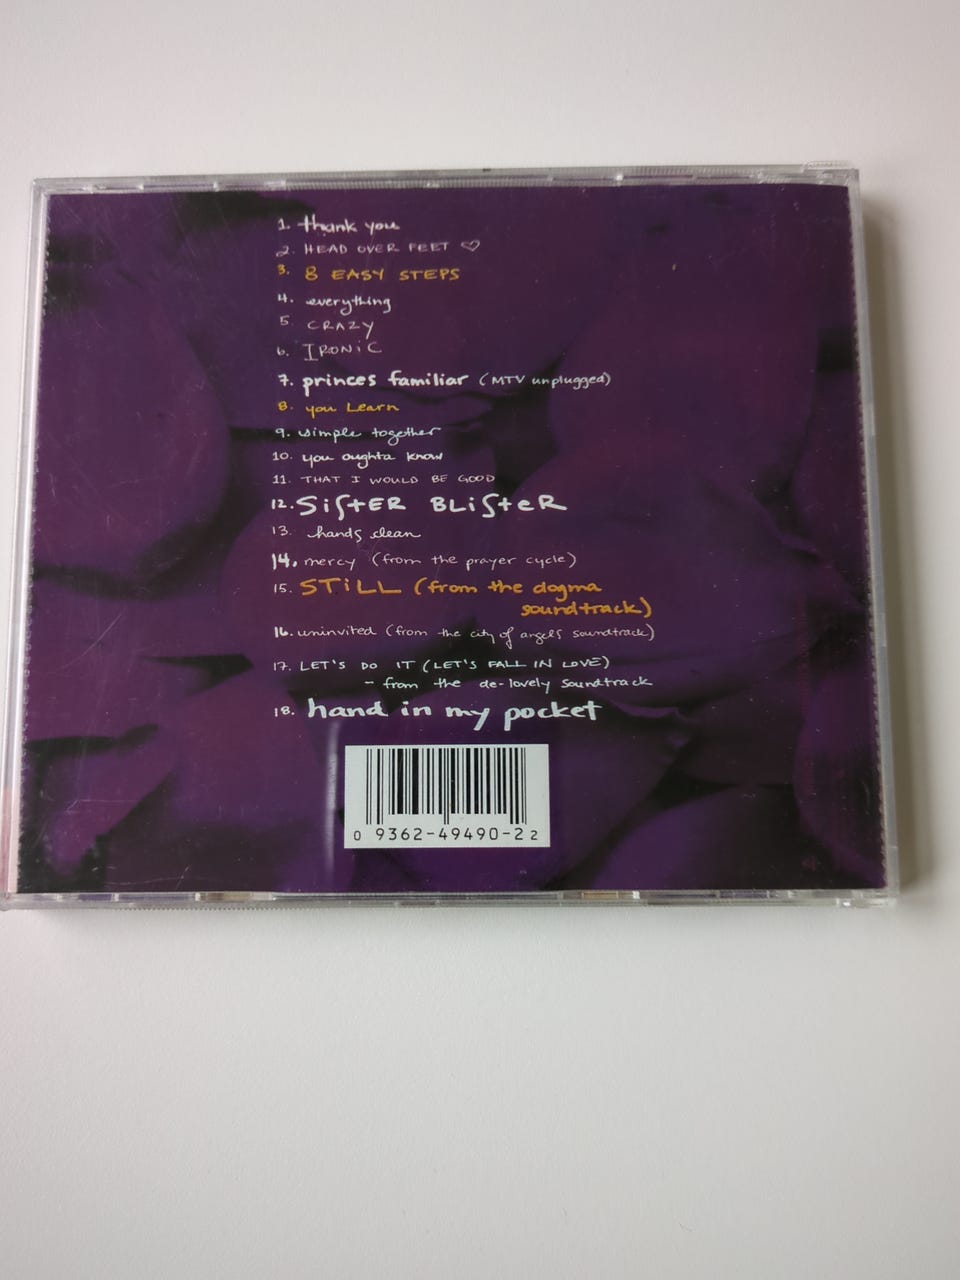 1. thank you
2. HEAD OVER FEET ♡
3. 8 EASY STEPS
4. everything
5. CRAZY
6. IRONIC
7. princes familiar (MTV unplugged)
8. you Learn
9. simple together
10. you oughta know
11. THAT I WOULD BE GOOD
12. SiSTER BLiSTeR
13. hands clean
14. mercy (from the prayer cycle)
15. STiLL (from the dogma
soundtrack)
16. uninvited (from the city of angels soundtrack)
17. LET'S DO IT (LET'S FALL IN LOVE)
- from the de-lovely soundtrack
18. hand in my pocket
0 9362-49490-2 2